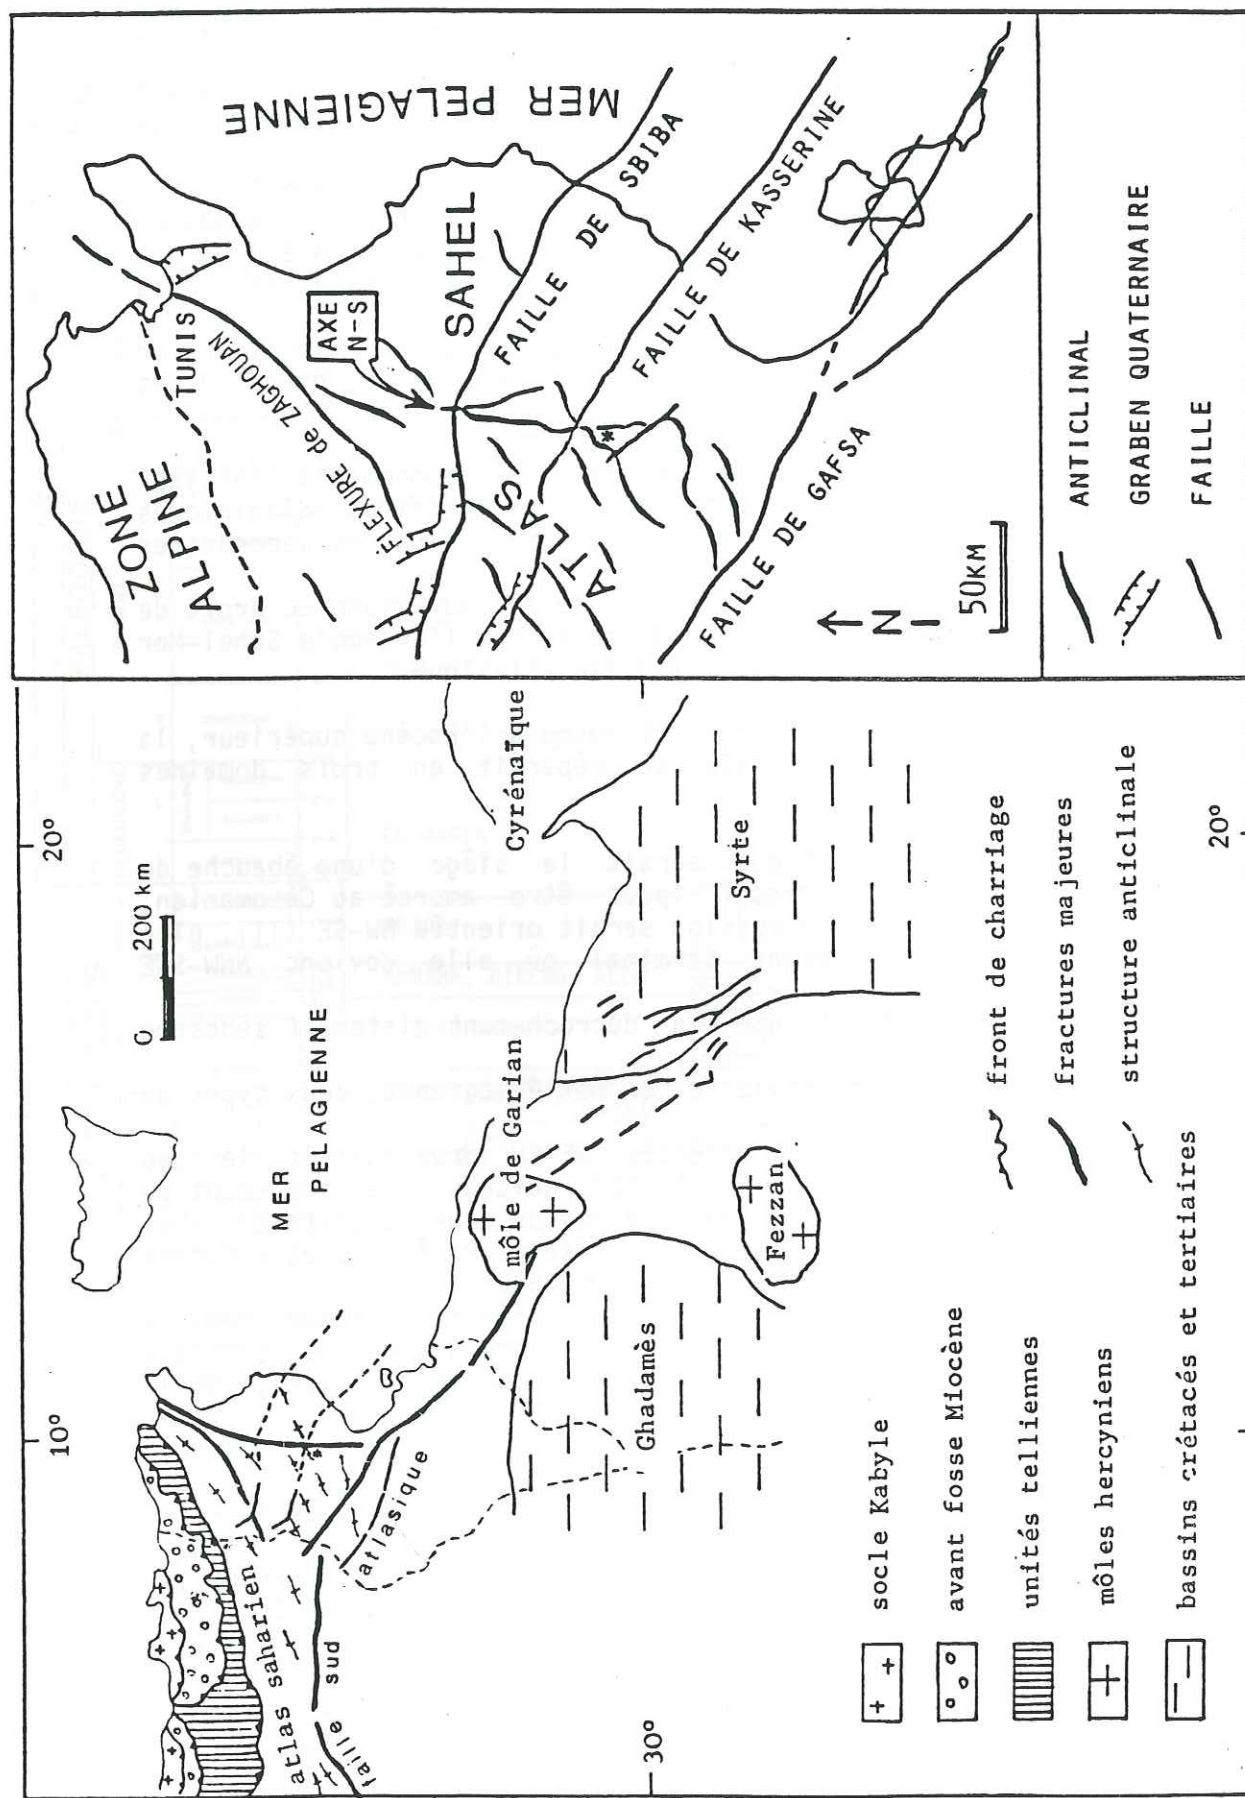 20°
10°
0 200 km
MER
PELAGIENNE
Cyrénaïque
Syrte
môle de Garian
Fezzan
Ghadamès
atlas saharien
faille
sud
atlasique
30°
20°
socle Kabyle
avant fosse Miocène
unités telliennes
môles hercyniens
bassins crétacés et tertiaires
front de charriage
fractures majeures
structure anticlinale
ZONE
ALPINE
TUNIS
FLEXURE de ZAGHOUAN
AXE
N-S
SAHEL
MER PELAGIENNE
FAILLE DE SBIBA
FAILLE DE KASSERINE
ATLAS
FAILLE DE GAFSA
N
50KM
ANTICLINAL
GRABEN QUATERNAIRE
FAILLE